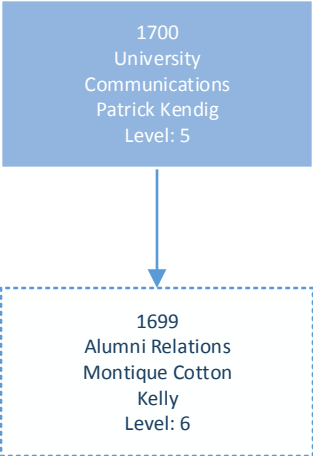 1700
University
Communications
Patrick Kendig
Level: 5
1699
Alumni Relations
Montique Cotton
Kelly
Level: 6